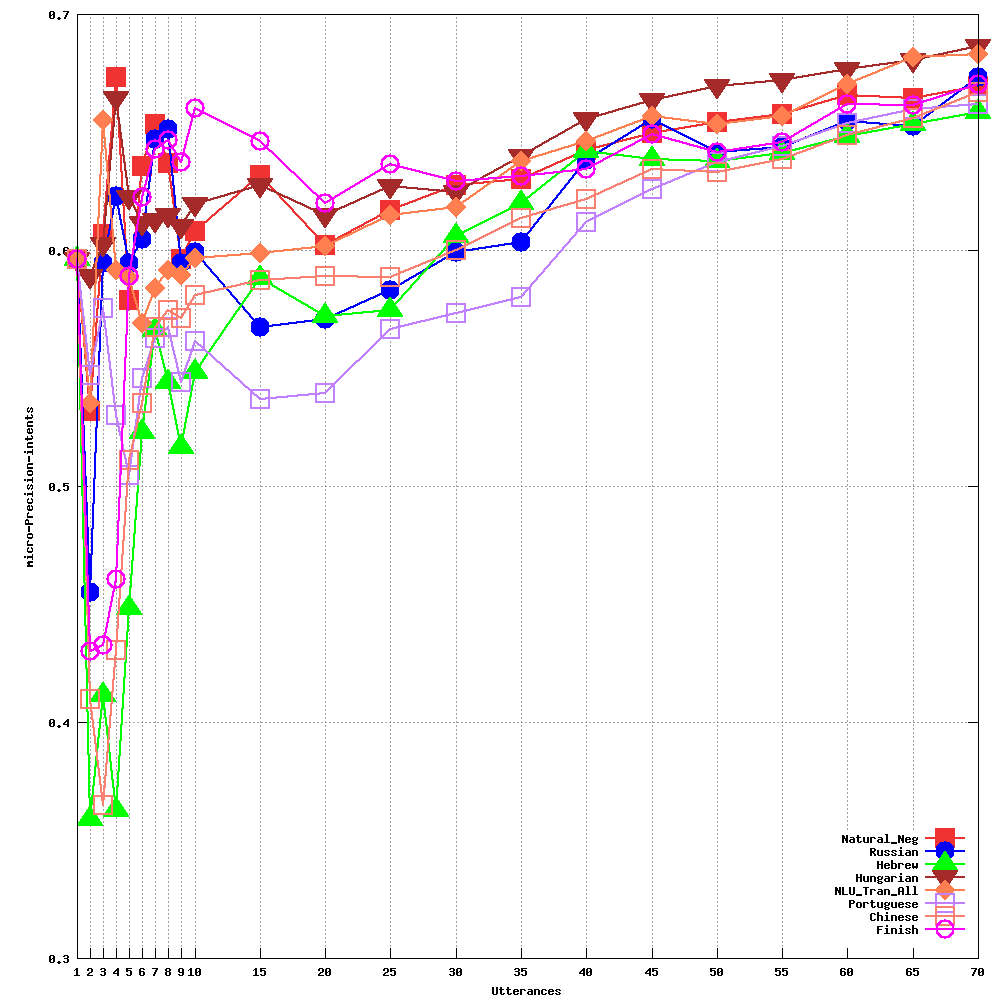 0.7
0.6
0.5
0.4
0.3
micro-Precision-intents
1 2 3 4 5 6 7 8 9 10 15 20 25 30 35 40 45 50 55 60 65 70
Utterances
Natural_Neg
Russian
Hebrew
Hungarian
NLU_Tran_All
Portuguese
Chinese
Finish